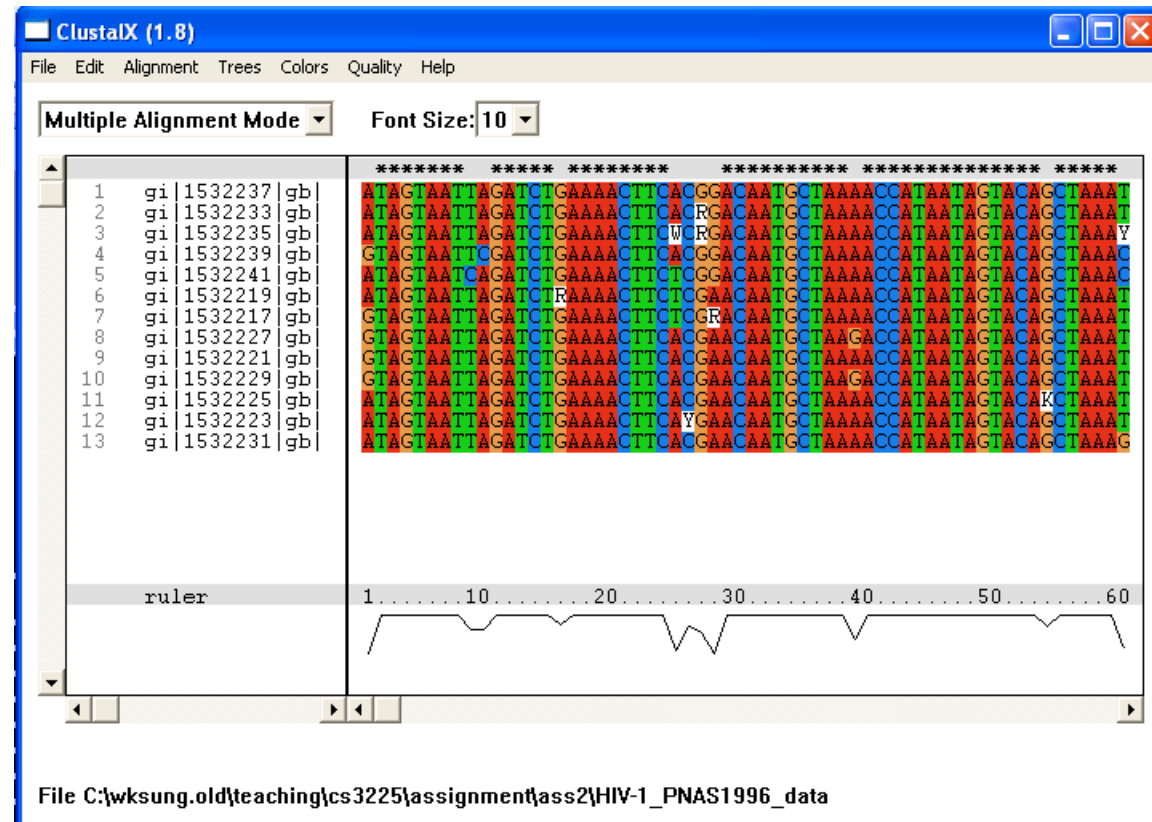 ClustalX (1.8)
File Edit Alignment Trees Colors Quality Help
Multiple Alignment Mode Font Size: 10
******* ***** ******** ********** ************** *****
1 gi|1532237|gb| ATAGTAATTAGATCTGAAAACTTCACGGACAATGCTAAAACCATAATAGTACAGCTAAAT
2 gi|1532233|gb| ATAGTAATTAGATCTGAAAACTTCACRGACAATGCTAAAACCATAATAGTACAGCTAAAT
3 gi|1532235|gb| ATAGTAATTAGATCTGAAAACTTCWCRGACAATGCTAAAACCATAATAGTACAGCTAAAY
4 gi|1532239|gb| GTAGTAATTCGATCTGAAAACTTCACGGACAATGCTAAAACCATAATAGTACAGCTAAAC
5 gi|1532241|gb| ATAGTAATCAGATCTGAAAACTTCTCGGACAATGCTAAAACCATAATAGTACAGCTAAAC
6 gi|1532219|gb| ATAGTAATTAGATCTRAAAACTTCTCGAACAATGCTAAAACCATAATAGTACAGCTAAAT
7 gi|1532217|gb| GTAGTAATTAGATCTGAAAACTTCTCGRACAATGCTAAAACCATAATAGTACAGCTAAAT
8 gi|1532227|gb| GTAGTAATTAGATCTGAAAACTTCACGAACAATGCTAAGACCATAATAGTACAGCTAAAT
9 gi|1532221|gb| GTAGTAATTAGATCTGAAAACTTCACGAACAATGCTAAAACCATAATAGTACAGCTAAAT
10 gi|1532229|gb| GTAGTAATTAGATCTGAAAACTTCACGAACAATGCTAAGACCATAATAGTACAGCTAAAT
11 gi|1532225|gb| ATAGTAATTAGATCTGAAAACTTCACGAACAATGCTAAAACCATAATAGTACAKCTAAAT
12 gi|1532223|gb| ATAGTAATTAGATCTGAAAACTTCAYGAACAATGCTAAAACCATAATAGTACAGCTAAAT
13 gi|1532231|gb| ATAGTAATTAGATCTGAAAACTTCACGAACAATGCTAAAACCATAATAGTACAGCTAAAG
ruler 1.......10........20........30........40........50........60
File C:\wksung.old\teaching\cs3225\assignment\ass2\HIV-1_PNAS1996_data